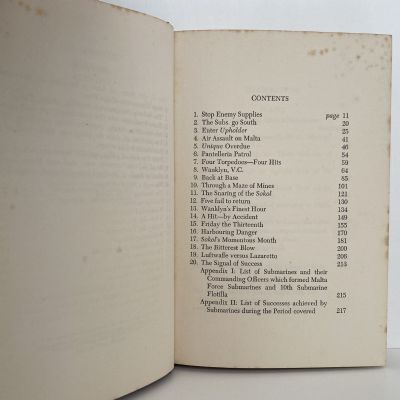 CONTENTS
1. Stop Enemy Supplies page 11
2. The Subs. go South 20
3. Enter Upholder 25
4. Air Assault on Malta 41
5. Unique Overdue 46
6. Pantelleria Patrol 54
7. Four Torpedoes—Four Hits 59
8. Wanklyn, V.C. 64
9. Back at Base 85
10. Through a Maze of Mines 101
11. The Snaring of the Sokol 121
12. Five fail to return 130
13. Wanklyn's Finest Hour 134
14. A Hit—by Accident 149
15. Friday the Thirteenth 155
16. Harbouring Danger 170
17. Sokol's Momentous Month 181
18. The Bitterest Blow 200
19. Luftwaffe versus Lazaretto 206
20. The Signal of Success 213
Appendix I: List of Submarines and their
Commanding Officers which formed Malta
Force Submarines and 10th Submarine
Flotilla 215
Appendix II: List of Successes achieved by
Submarines during the Period covered 217